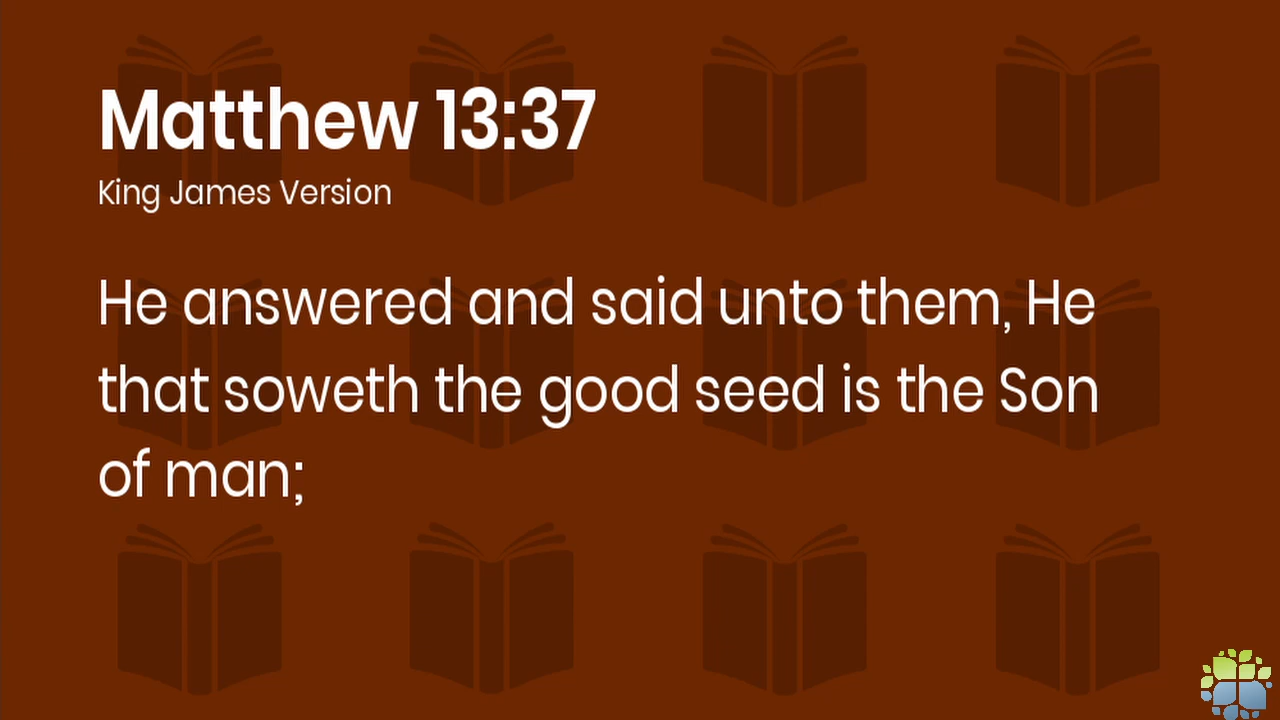 Matthew 13:37
King James Version
He answered and said unto them, He
that soweth the good seed is the Son
of man;